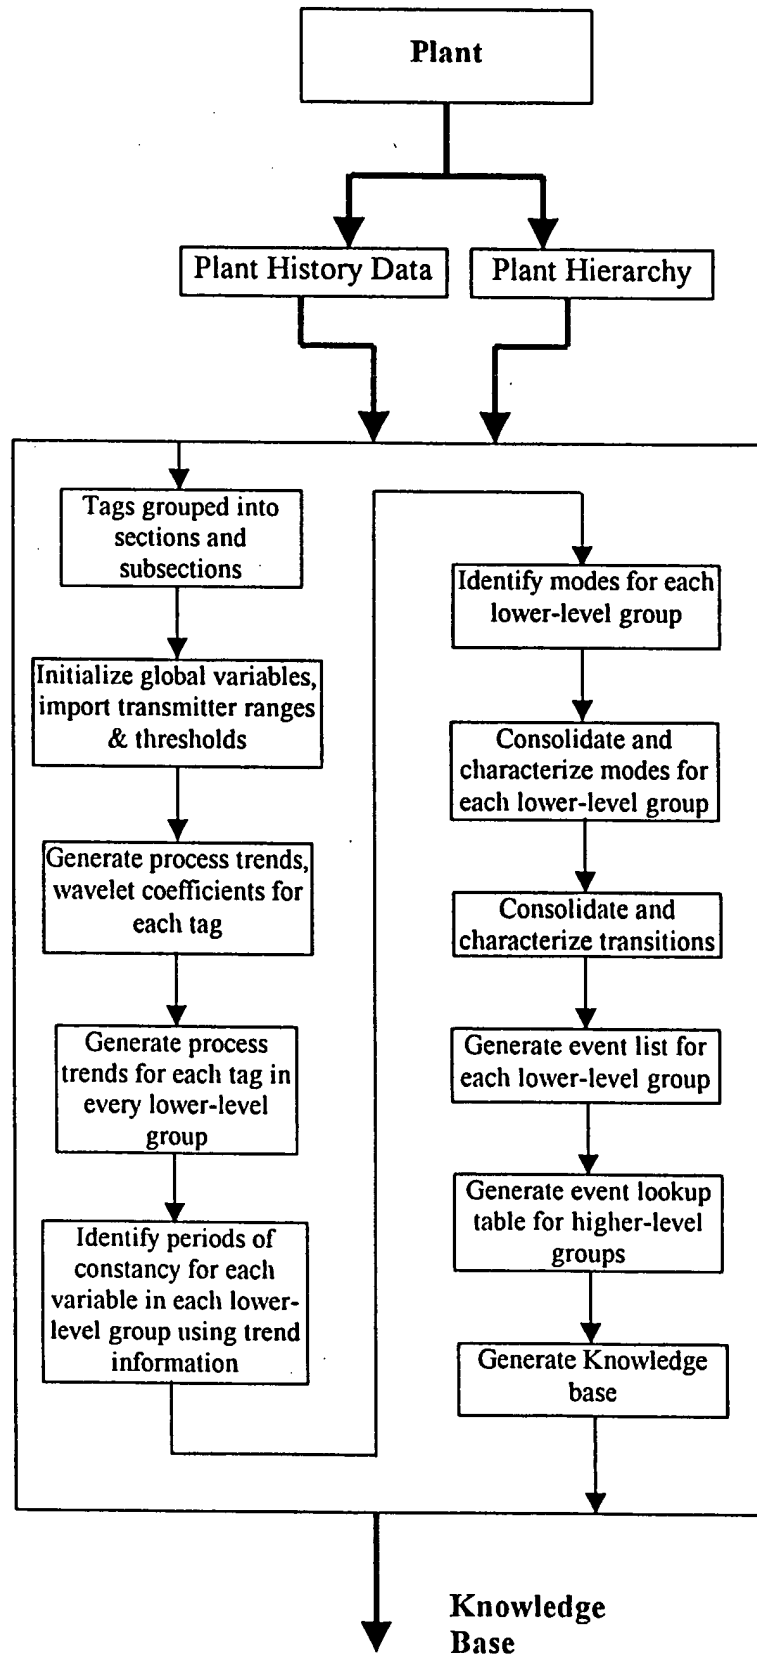 Plant
Plant History Data
Plant Hierarchy
Tags grouped into
sections and
subsections
Initialize global variables,
import transmitter ranges
& thresholds
Generate process trends,
wavelet coefficients for
each tag
Generate process
trends for each tag in
every lower-level
group
Identify periods of
constancy for each
variable in each lower-
level group using trend
information
Identify modes for each
lower-level group
Consolidate and
characterize modes for
each lower-level group
Consolidate and
characterize transitions
Generate event list for
each lower-level group
Generate event lookup
table for higher-level
groups
Generate Knowledge
base
Knowledge
Base